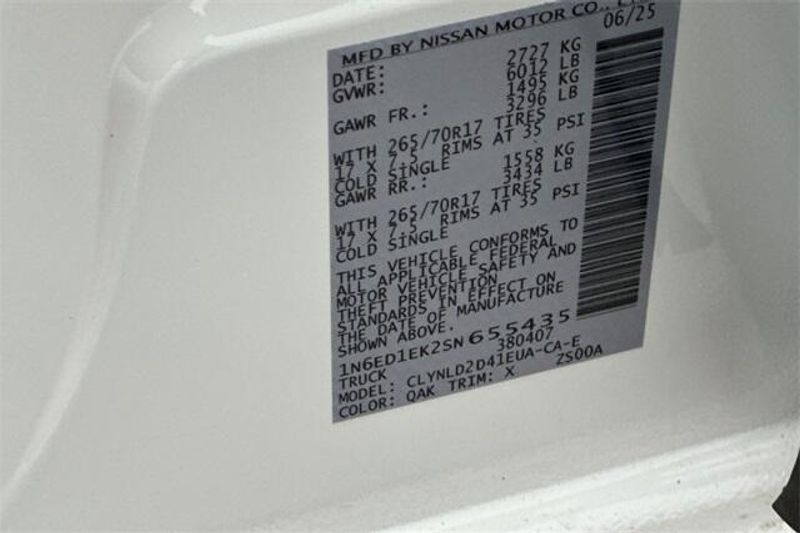 MFD BY NISSAN MOTOR CO.,
DATE: 06/25
GVWR: 2727 KG
6012 LB
GAWR FR.: 1495 KG
3296 LB
WITH 265/70R17 TIRES
17 X 7.5 RIMS AT 35 PSI
COLD SINGLE
GAWR RR.: 1558 KG
3434 LB
WITH 265/70R17 TIRES
17 X 7.5 RIMS AT 35 PSI
COLD SINGLE
THIS VEHICLE CONFORMS TO
ALL APPLICABLE FEDERAL
MOTOR VEHICLE SAFETY AND
THEFT PREVENTION
STANDARDS IN EFFECT ON
THE DATE OF MANUFACTURE
SHOWN ABOVE.
1N6ED1EK2SN655435
TRUCK 380407
MODEL: CLYNLD2D41EUA-CA-E
COLOR: QAK TRIM: X ZS00A